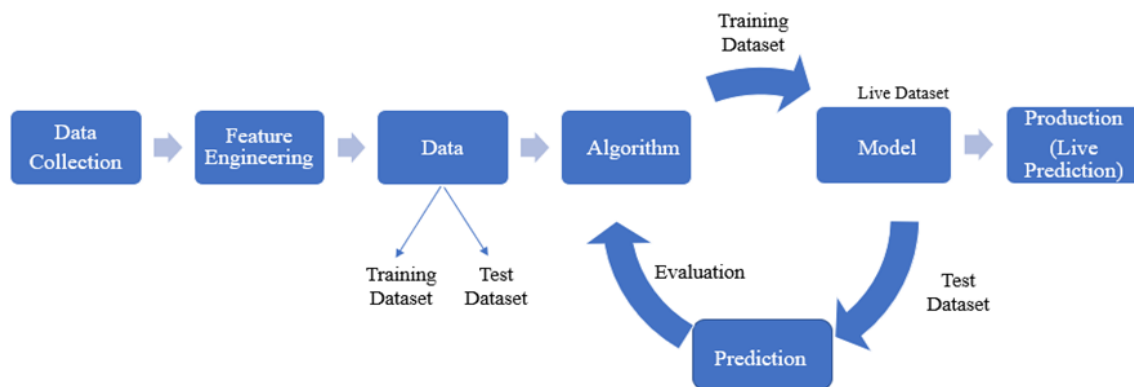 Training
Dataset
Live Dataset
Data
Collection
Feature
Engineering
Data
Algorithm
Model
Production
(Live
Prediction)
Training
Dataset
Test
Dataset
Evaluation
Test
Dataset
Prediction